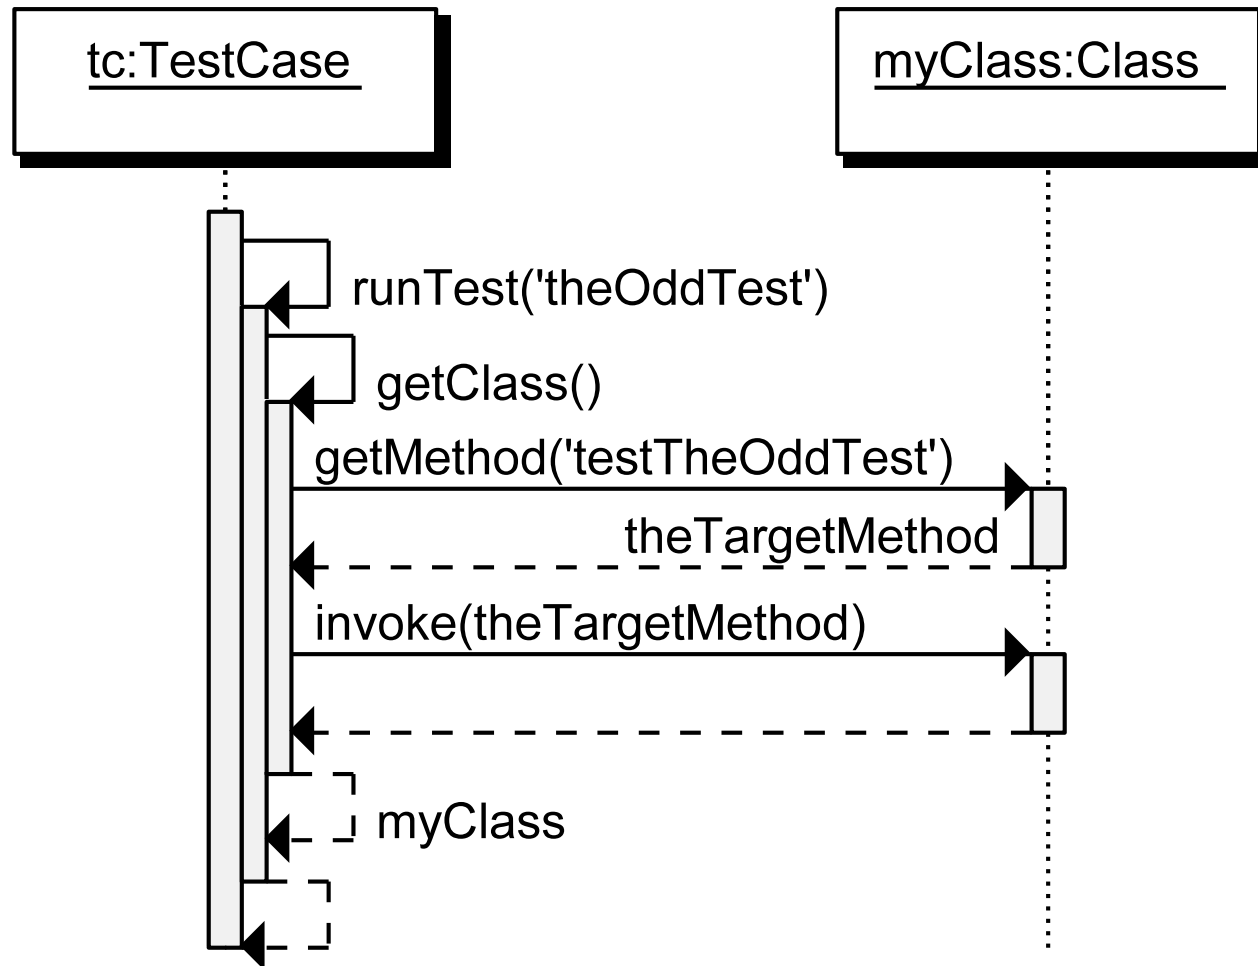 tc:TestCase
myClass:Class
runTest('theOddTest')
getClass()
getMethod('testTheOddTest')
theTargetMethod
invoke(theTargetMethod)
myClass